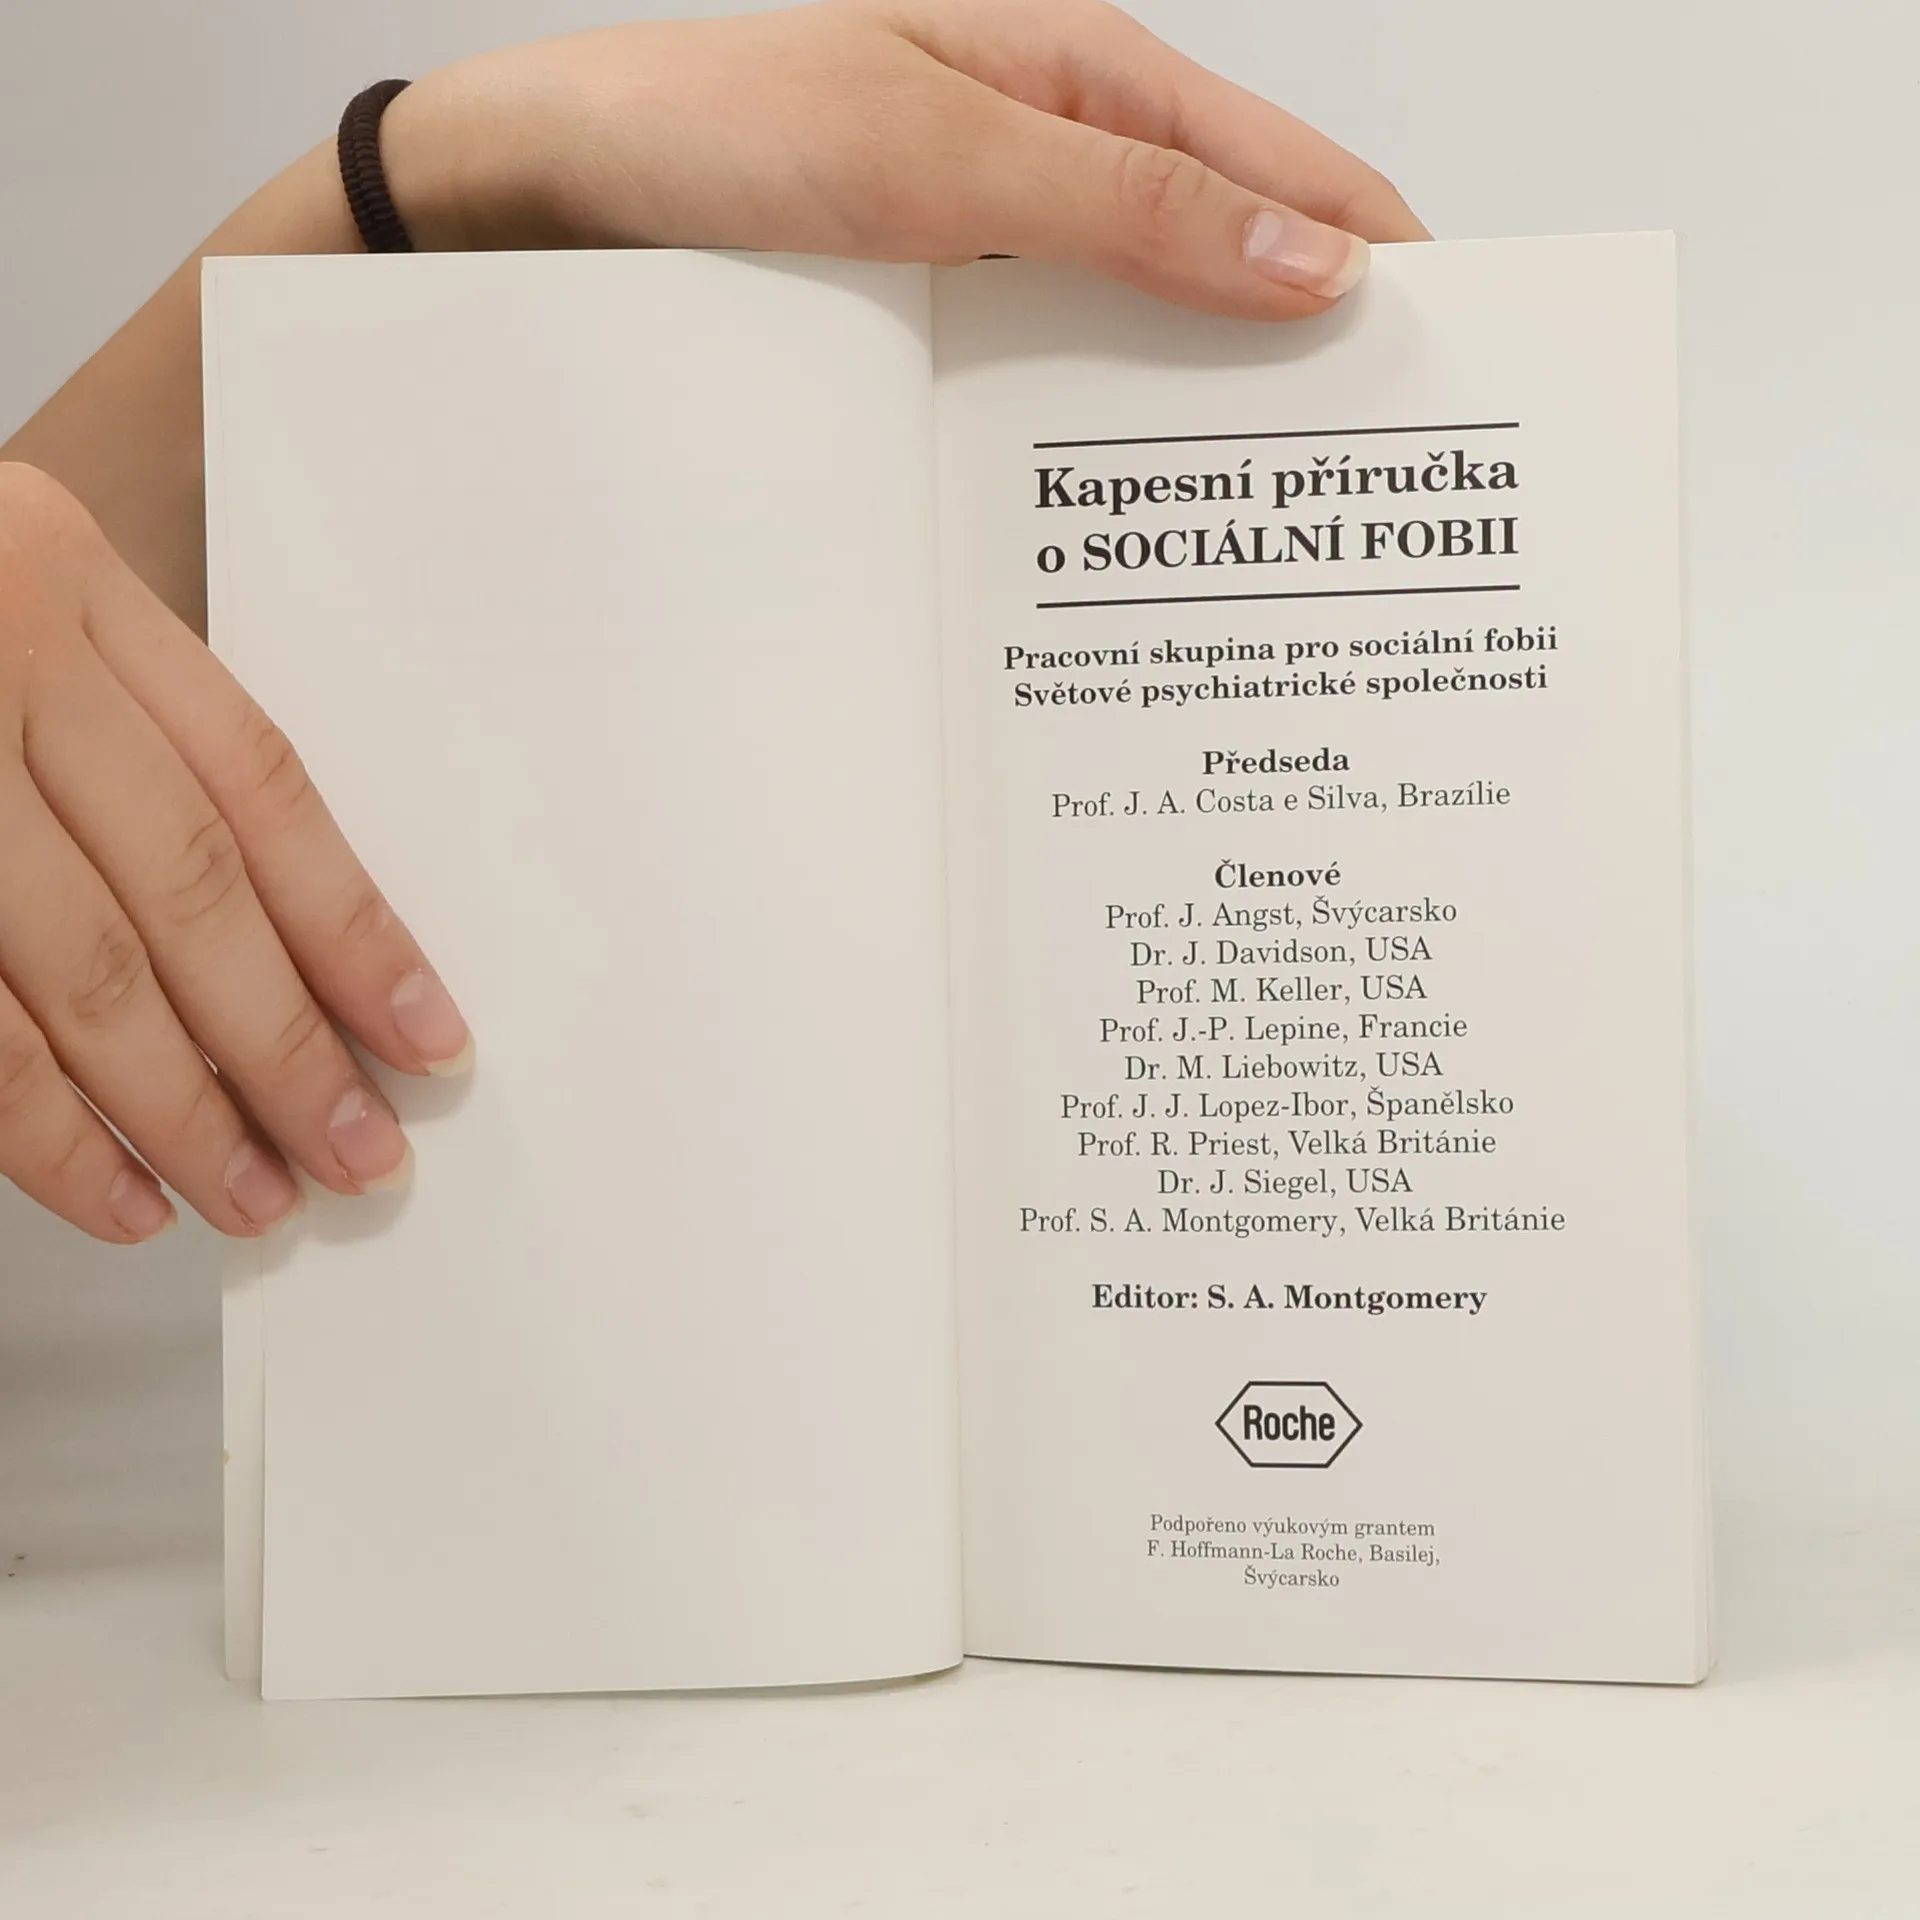 Kapesní příručka
o SOCIÁLNÍ FOBII
Pracovní skupina pro sociální fobii
Světové psychiatrické společnosti
Předseda
Prof. J. A. Costa e Silva, Brazílie
Členové
Prof. J. Angst, Švýcarsko
Dr. J. Davidson, USA
Prof. M. Keller, USA
Prof. J.-P. Lepine, Francie
Dr. M. Liebowitz, USA
Prof. J. J. Lopez-Ibor, Španělsko
Prof. R. Priest, Velká Británie
Dr. J. Siegel, USA
Prof. S. A. Montgomery, Velká Británie
Editor: S. A. Montgomery
Roche
Podpořeno výukovým grantem
F. Hoffmann-La Roche, Basilej,
Švýcarsko